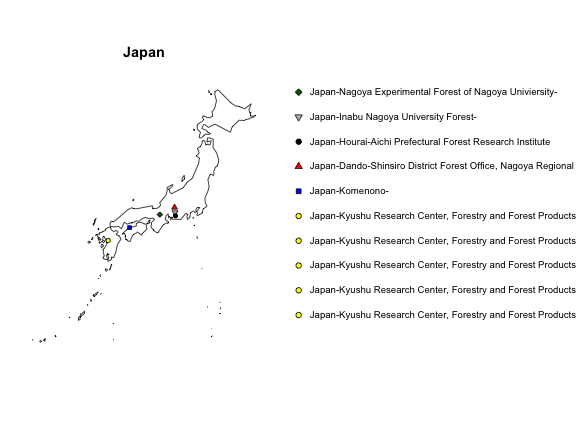 Japan
Japan-Nagoya Experimental Forest of Nagoya Univiersity-
Japan-Inabu Nagoya University Forest-
Japan-Hourai-Aichi Prefectural Forest Research Institute
Japan-Dando-Shinsiro District Forest Office, Nagoya Regional
Japan-Komenono-
Japan-Kyushu Research Center, Forestry and Forest Products
Japan-Kyushu Research Center, Forestry and Forest Products
Japan-Kyushu Research Center, Forestry and Forest Products
Japan-Kyushu Research Center, Forestry and Forest Products
Japan-Kyushu Research Center, Forestry and Forest Products